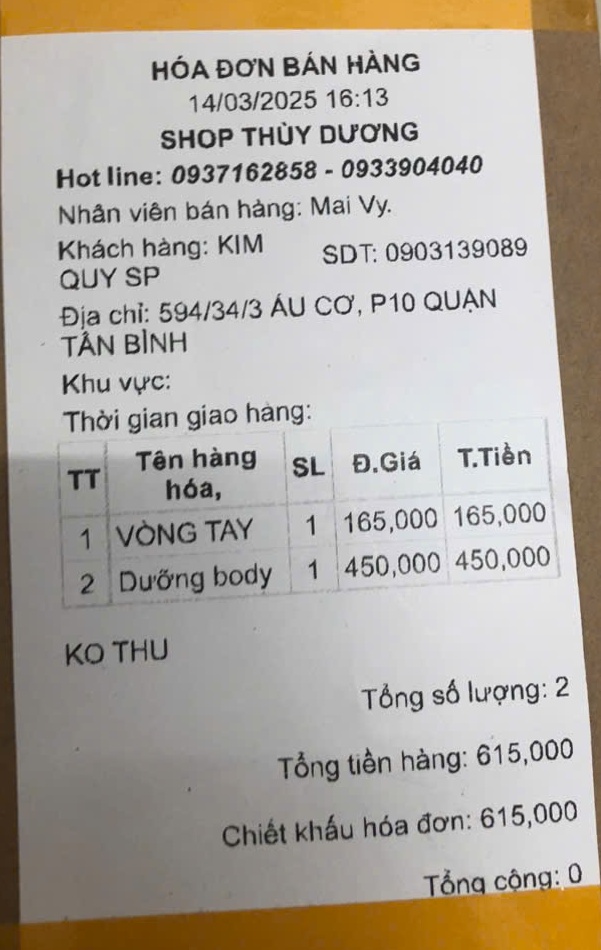 HÓA ĐƠN BÁN HÀNG
14/03/2025 16:13
SHOP THÙY DƯƠNG
Hot line: 0937162858 - 0933904040
Nhân viên bán hàng: Mai Vy.
Khách hàng: KIM QUY SP SDT: 0903139089
Địa chỉ: 594/34/3 ÁU CƠ, P10 QUẬN
TÂN BÌNH
Khu vực:
Thời gian giao hàng:
TT Tên hàng hóa, SL Đ.Giá T.Tiền
1 VÒNG TAY 1 165,000 165,000
2 Dưỡng body 1 450,000 450,000
KO THU
Tổng số lượng: 2
Tổng tiền hàng: 615,000
Chiết khấu hóa đơn: 615,000
Tổng cộng: 0